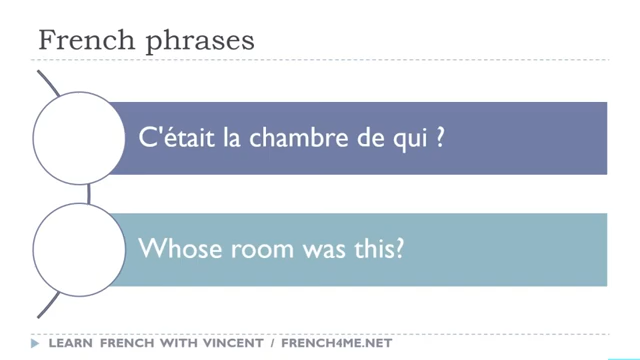 French phrases
C'était la chambre de qui ?
Whose room was this?
LEARN FRENCH WITH VINCENT / FRENCH4ME.NET